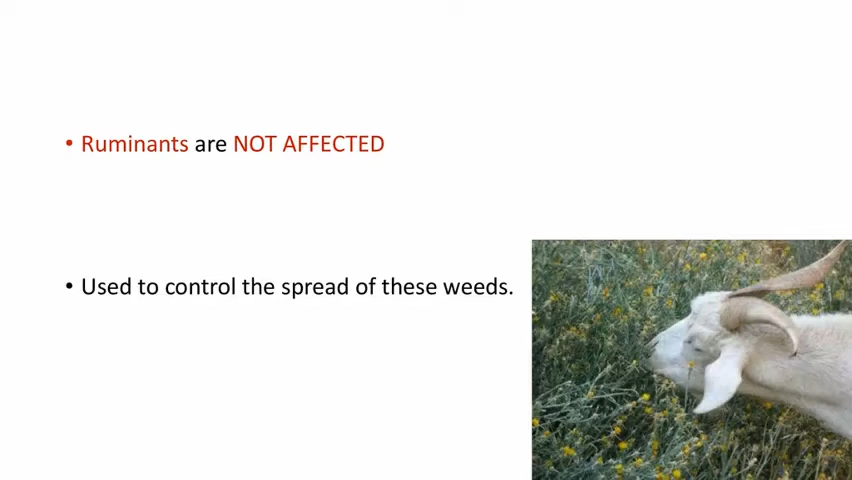 • Ruminants are NOT AFFECTED
• Used to control the spread of these weeds.